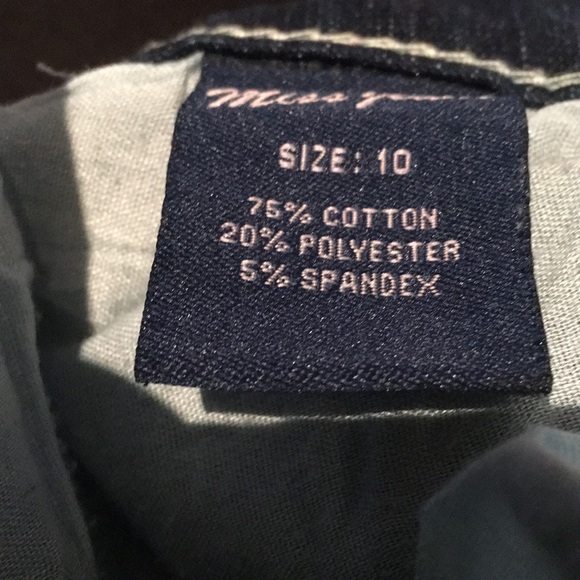 Miss
SIZE: 10
75% COTTON
20% POLYESTER
5% SPANDEX